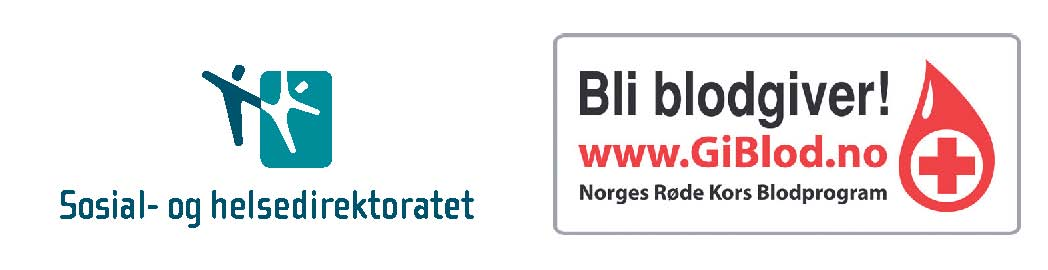 Sosial- og helsedirektoratet
Bli blodgiver!
www.GiBlod.no
Norges Røde Kors Blodprogram